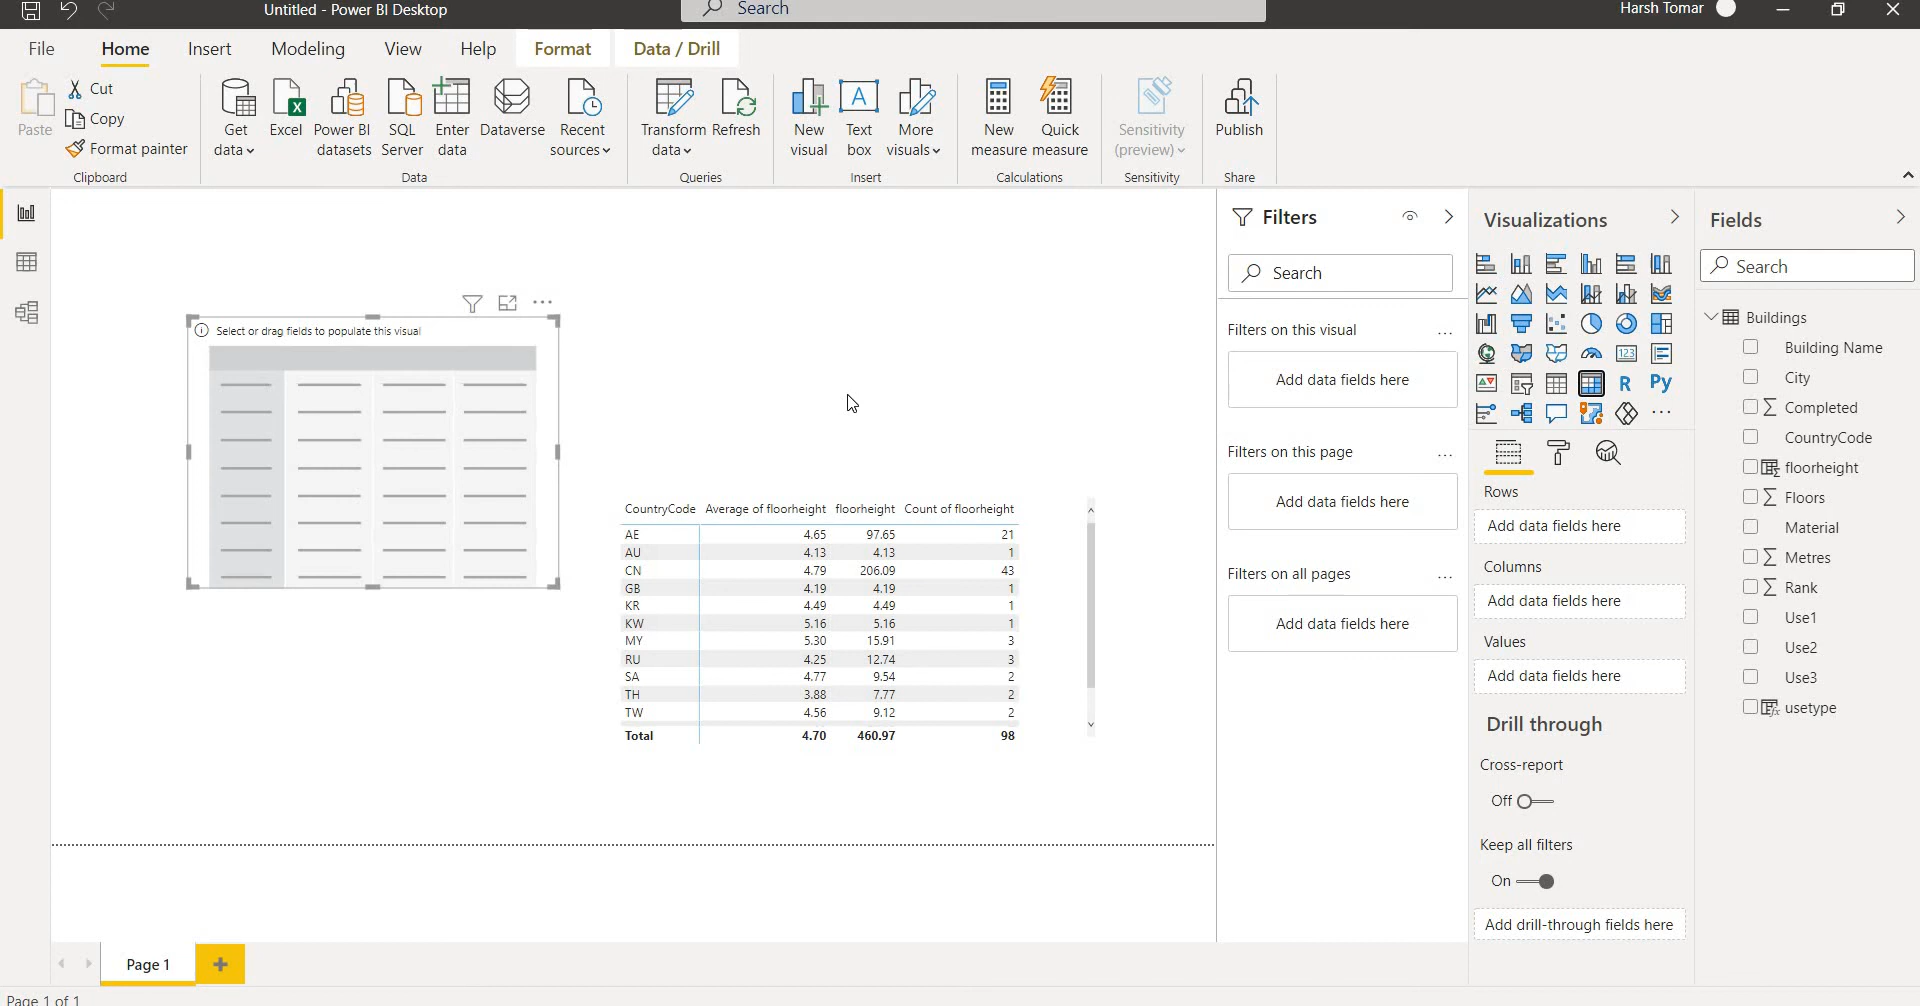 Untitled - Power BI Desktop
Search
Harsh Tomar
File
Home
Insert
Modeling
View
Help
Format
Data / Drill
Paste
Cut
Copy
Format painter
Clipboard
Get data
Excel
Power BI datasets
SQL Server
Enter data
Dataverse
Recent sources
Data
Transform data
Refresh
Queries
New visual
A
Text box
More visuals
Insert
New measure
Quick measure
Calculations
Sensitivity (preview)
Sensitivity
Publish
Share
Select or drag fields to populate this visual
CountryCode Average of floorheight floorheight Count of floorheight
AE 4.65 97.65 21
AU 4.13 4.13 1
CN 4.79 206.09 43
GB 4.19 4.19 1
KR 4.49 4.49 1
KW 5.16 5.16 1
MY 5.30 15.91 3
RU 4.25 12.74 3
SA 4.77 9.54 2
TH 3.88 7.77 2
TW 4.56 9.12 2
Total 4.70 460.97 98
Filters
Search
Filters on this visual ...
Add data fields here
Filters on this page ...
Add data fields here
Filters on all pages ...
Add data fields here
Visualizations
123
R
Py
Rows
Add data fields here
Columns
Add data fields here
Values
Add data fields here
Drill through
Cross-report
Off
Keep all filters
On
Add drill-through fields here
Fields
Search
Buildings
Building Name
City
Σ Completed
CountryCode
floorheight
Σ Floors
Material
Σ Metres
Σ Rank
Use1
Use2
Use3
usetype
Page 1
Page 1 of 1